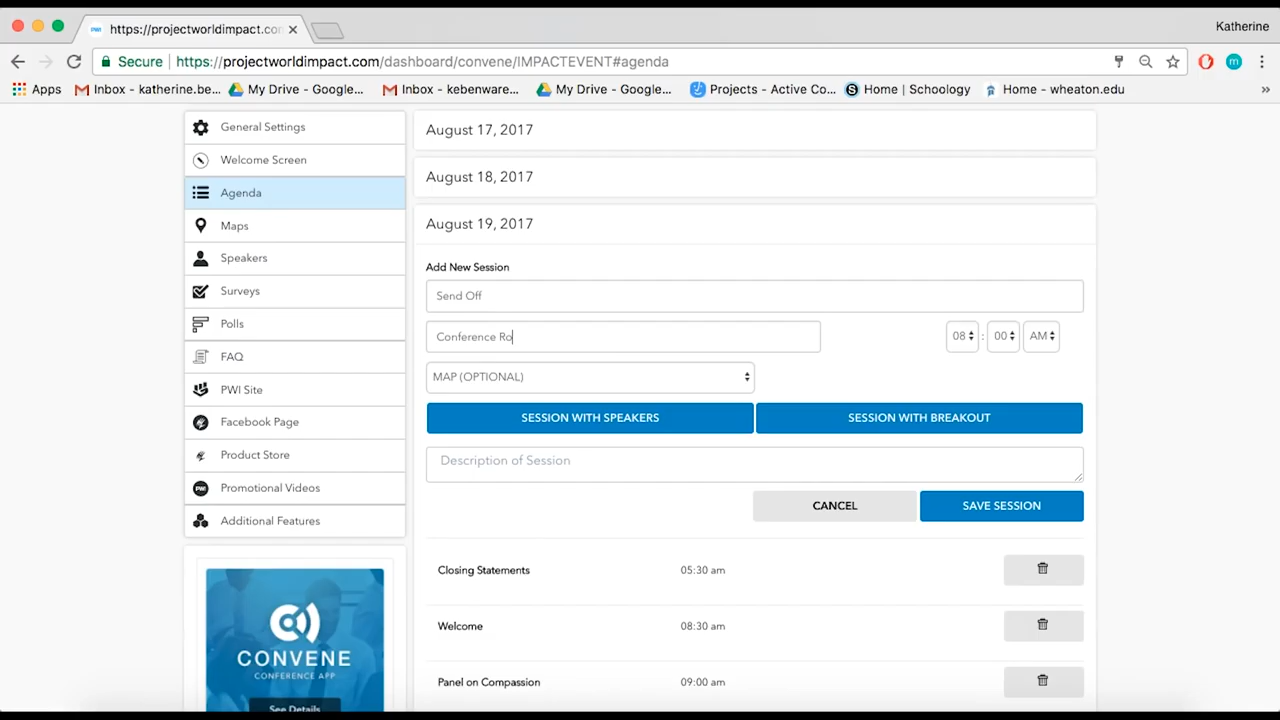 https://projectworldimpact.co
Katherine
Secure https://projectworldimpact.com/dashboard/convene/IMPACTEVENT#agenda
Apps Inbox - katherine.be... My Drive - Google... Inbox - kebenware... My Drive - Google... Projects - Active Co... Home | Schoology Home - wheaton.edu »
General Settings
Welcome Screen
Agenda
Maps
Speakers
Surveys
Polls
FAQ
PWI Site
Facebook Page
Product Store
Promotional Videos
Additional Features
CONVENE
CONFERENCE APP
See Details
August 17, 2017
August 18, 2017
August 19, 2017
Add New Session
Send Off
Conference Ro 08 : 00 AM
MAP (OPTIONAL)
SESSION WITH SPEAKERS SESSION WITH BREAKOUT
Description of Session
CANCEL SAVE SESSION
Closing Statements 05:30 am
Welcome 08:30 am
Panel on Compassion 09:00 am